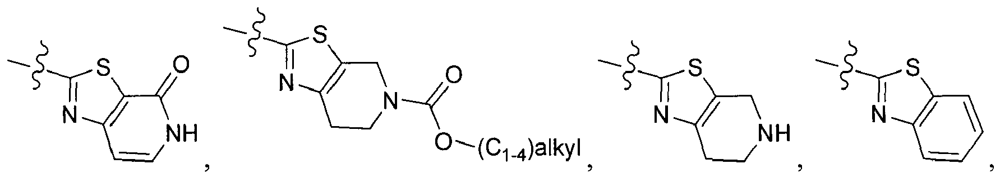 S O N NH ,
S N N O O (C1-4)alkyl ,
S N NH ,
S N ,